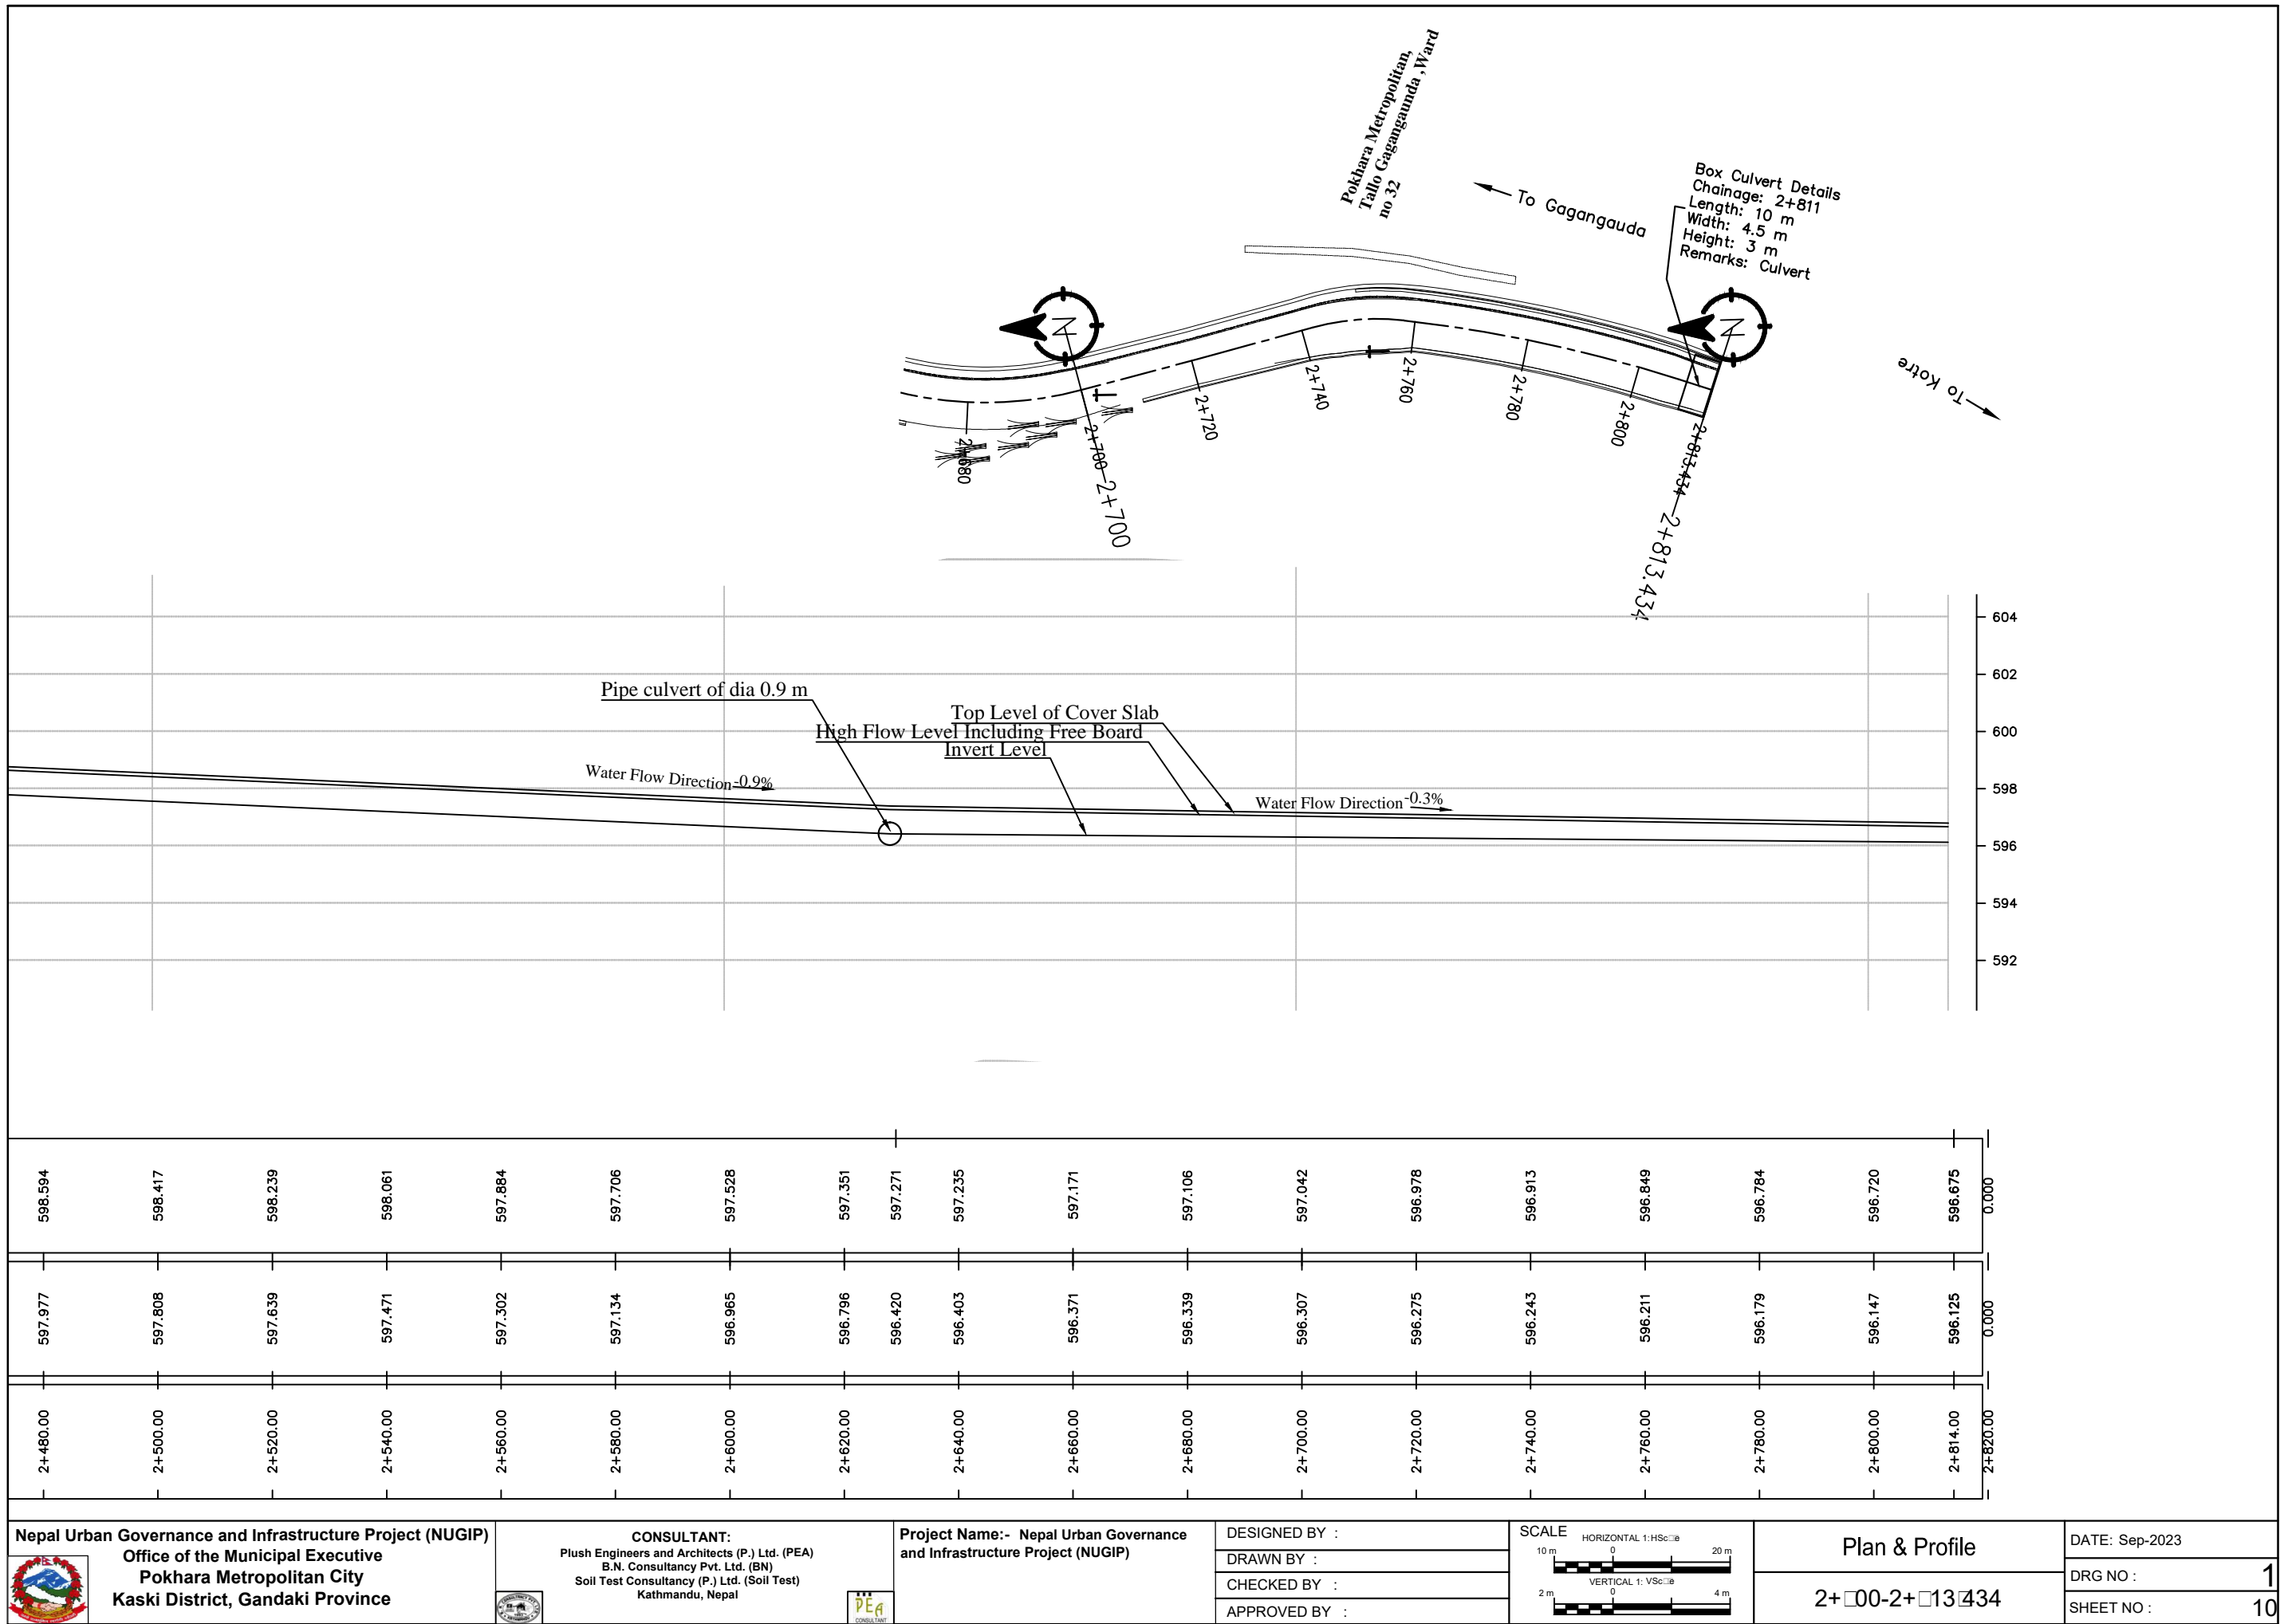 Pokhara Metropolitan,
Tallo Gagangaunda ,Ward
no 32
To Gagangauda
Box Culvert Details
Chainage: 2+811
Length: 10 m
Width: 4.5 m
Height: 3 m
Remarks: Culvert
N
N
To Kotre
2+680
2+700
2+700
2+720
2+740
2+760
2+780
2+800
2+813.434
2+813.434
604
602
600
598
596
594
592
Pipe culvert of dia 0.9 m
Top Level of Cover Slab
High Flow Level Including Free Board
Invert Level
Water Flow Direction -0.9%
Water Flow Direction -0.3%
598.594 598.417 598.239 598.061 597.884 597.706 597.528 597.351 597.271 597.235 597.171 597.106 597.042 596.978 596.913 596.849 596.784 596.720 596.675 0.000
597.977 597.808 597.639 597.471 597.302 597.134 596.965 596.796 596.420 596.403 596.371 596.339 596.307 596.275 596.243 596.211 596.179 596.147 596.125 0.000
2+480.00 2+500.00 2+520.00 2+540.00 2+560.00 2+580.00 2+600.00 2+620.00 2+640.00 2+660.00 2+680.00 2+700.00 2+720.00 2+740.00 2+760.00 2+780.00 2+800.00 2+814.00 2+820.00
Nepal Urban Governance and Infrastructure Project (NUGIP)
Office of the Municipal Executive
Pokhara Metropolitan City
Kaski District, Gandaki Province
CONSULTANT:
Plush Engineers and Architects (P.) Ltd. (PEA)
B.N. Consultancy Pvt. Ltd. (BN)
Soil Test Consultancy (P.) Ltd. (Soil Test)
Kathmandu, Nepal
PEA
CONSULTANT
Project Name:- Nepal Urban Governance
and Infrastructure Project (NUGIP)
DESIGNED BY :
DRAWN BY :
CHECKED BY :
APPROVED BY :
SCALE
HORIZONTAL 1:HSc□e
10 m 0 20 m
VERTICAL 1: VSc□e
2 m 0 4 m
Plan & Profile
2+□00-2+□13□434
DATE: Sep-2023
DRG NO : 1
SHEET NO : 10